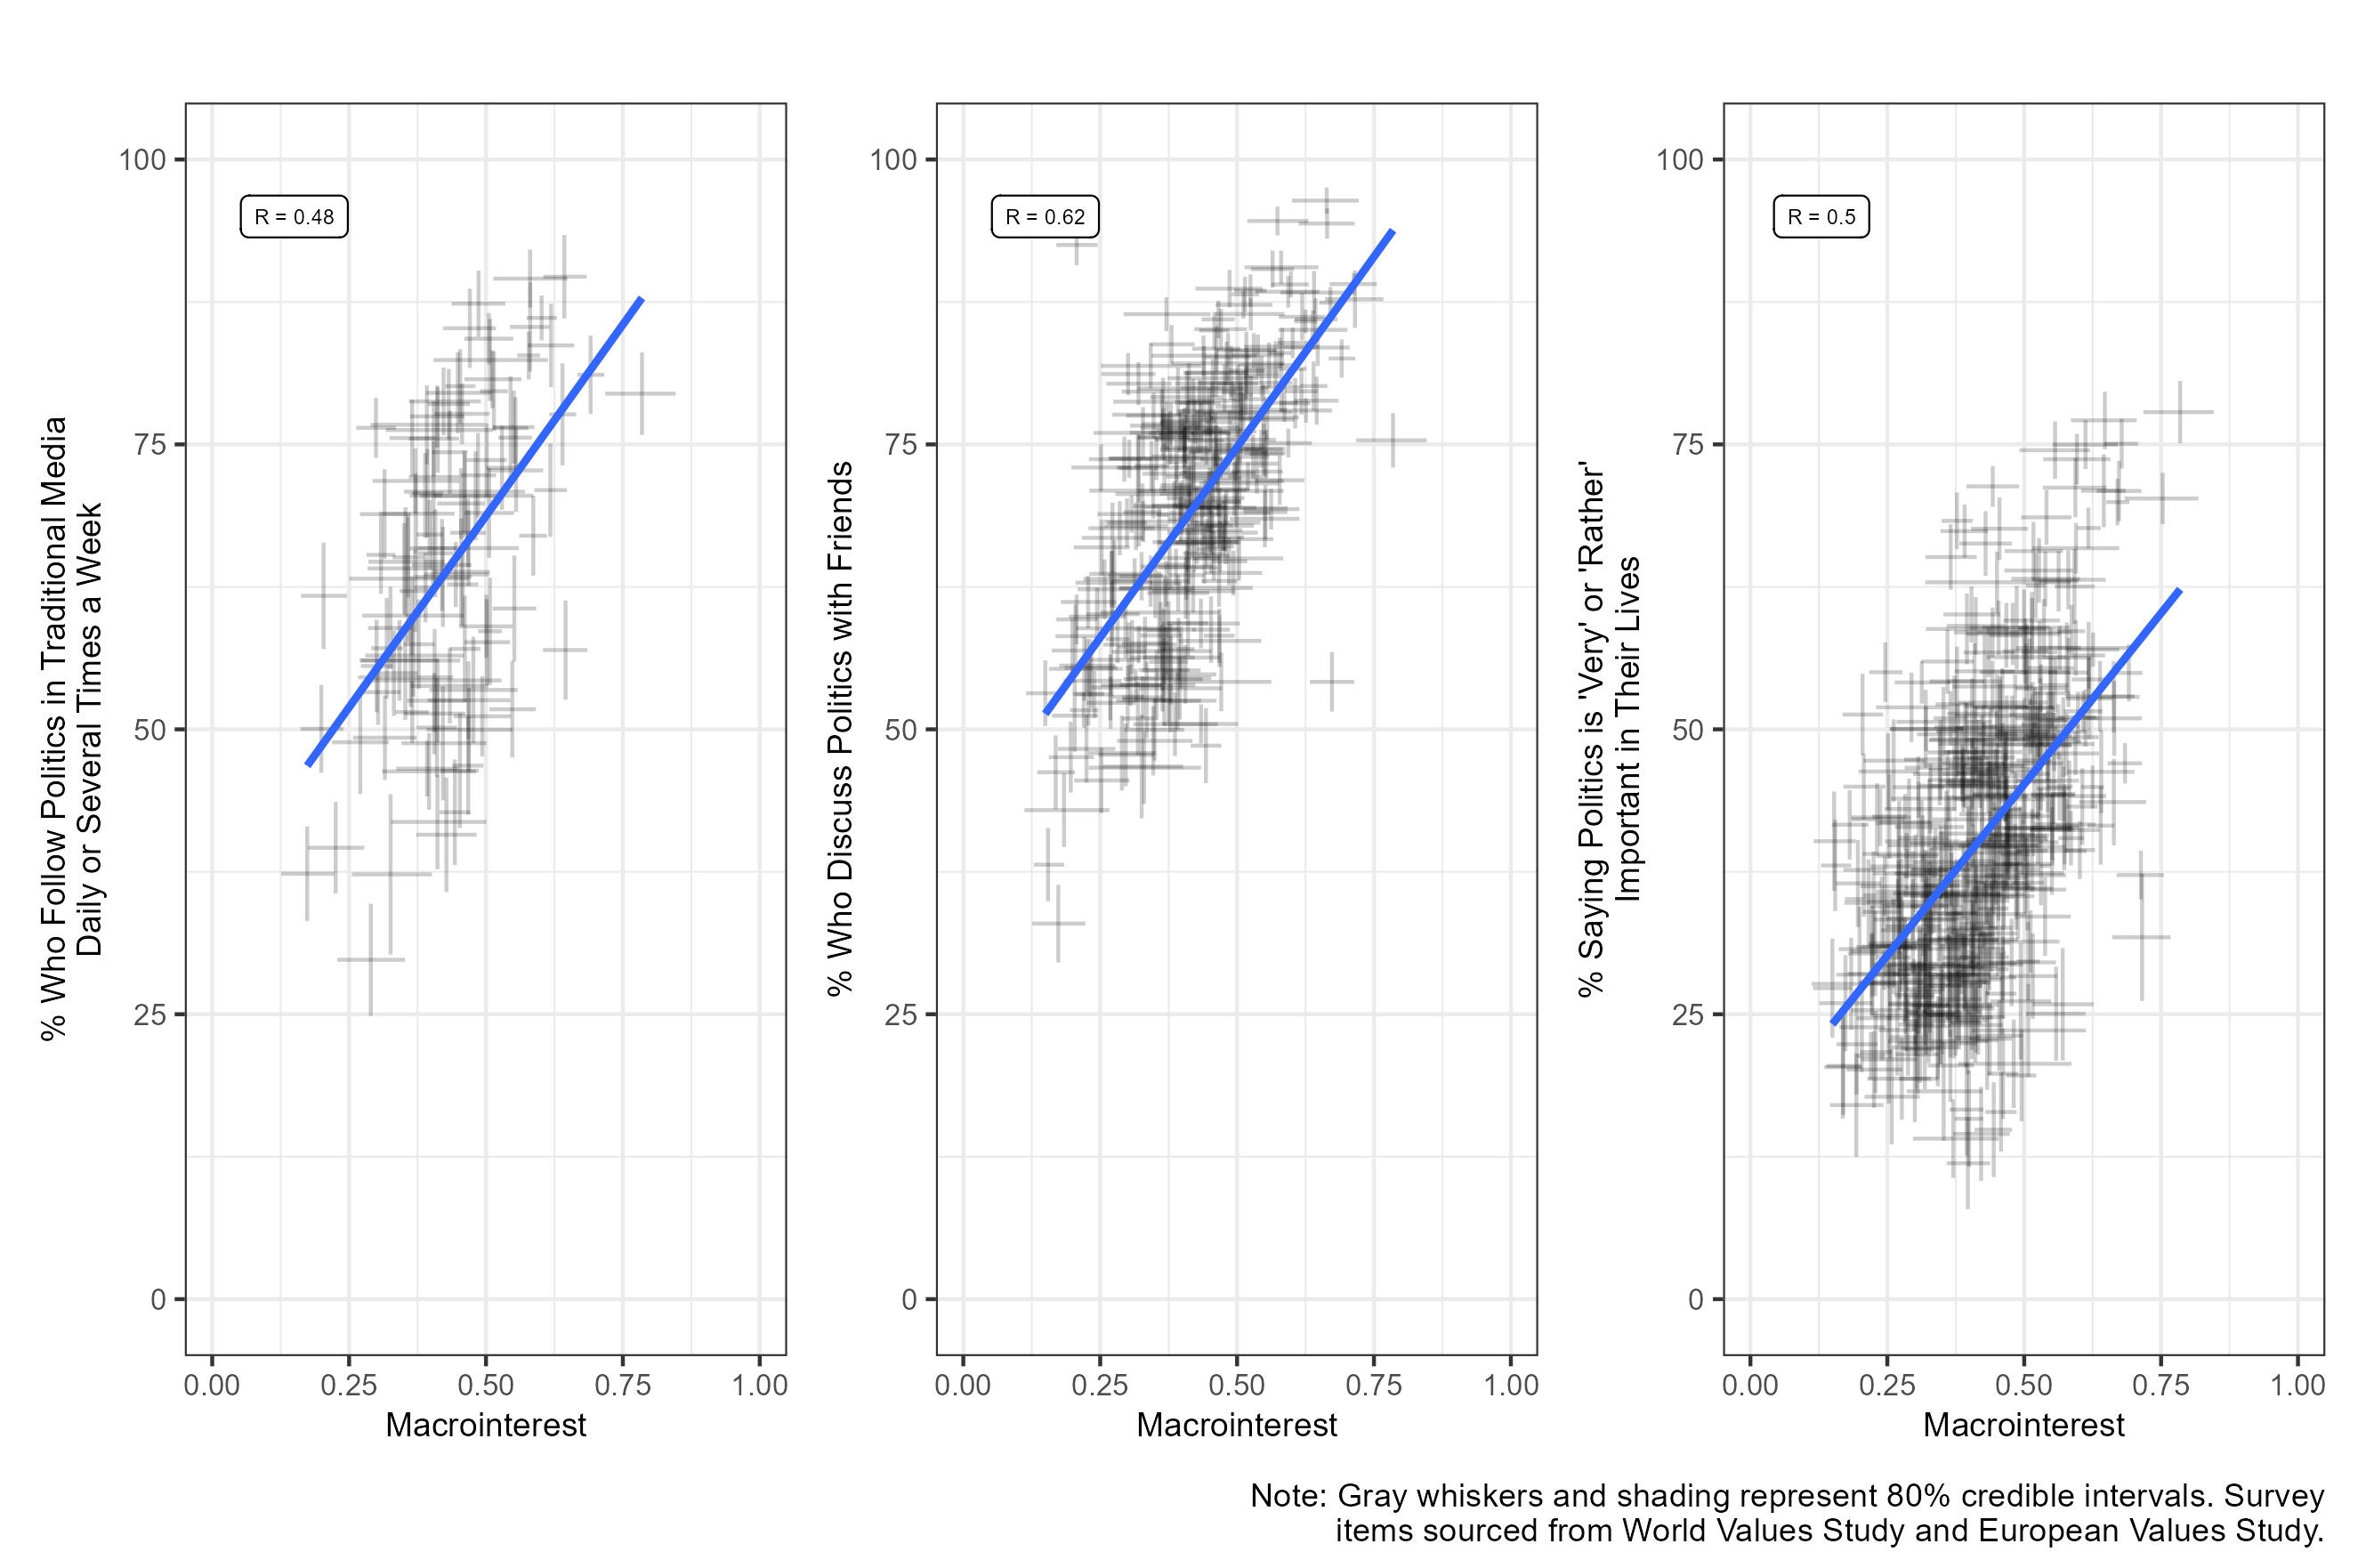 % Who Follow Politics in Traditional Media
Daily or Several Times a Week
100
75
50
25
0
R = 0.48
0.00 0.25 0.50 0.75 1.00
Macrointerest
% Who Discuss Politics with Friends
100
75
50
25
0
R = 0.62
0.00 0.25 0.50 0.75 1.00
Macrointerest
% Saying Politics is 'Very' or 'Rather'
Important in Their Lives
100
75
50
25
0
R = 0.5
0.00 0.25 0.50 0.75 1.00
Macrointerest
Note: Gray whiskers and shading represent 80% credible intervals. Survey
items sourced from World Values Study and European Values Study.